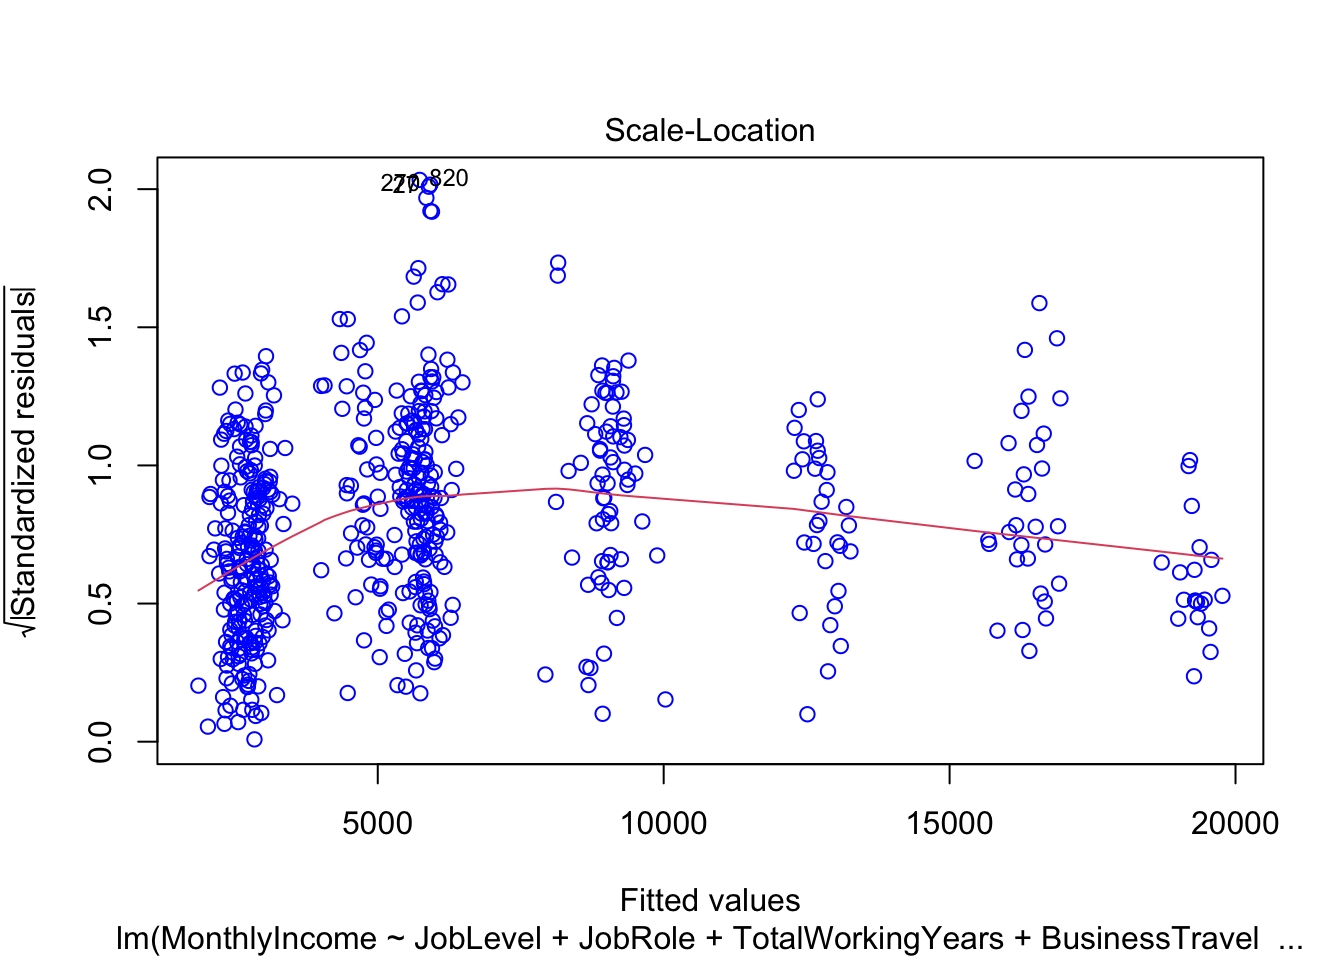 Scale-Location
√|Standardized residuals|
2.0
1.5
1.0
0.5
0.0
820
5000 10000 15000 20000
Fitted values
lm(MonthlyIncome ~ JobLevel + JobRole + TotalWorkingYears + BusinessTravel ...